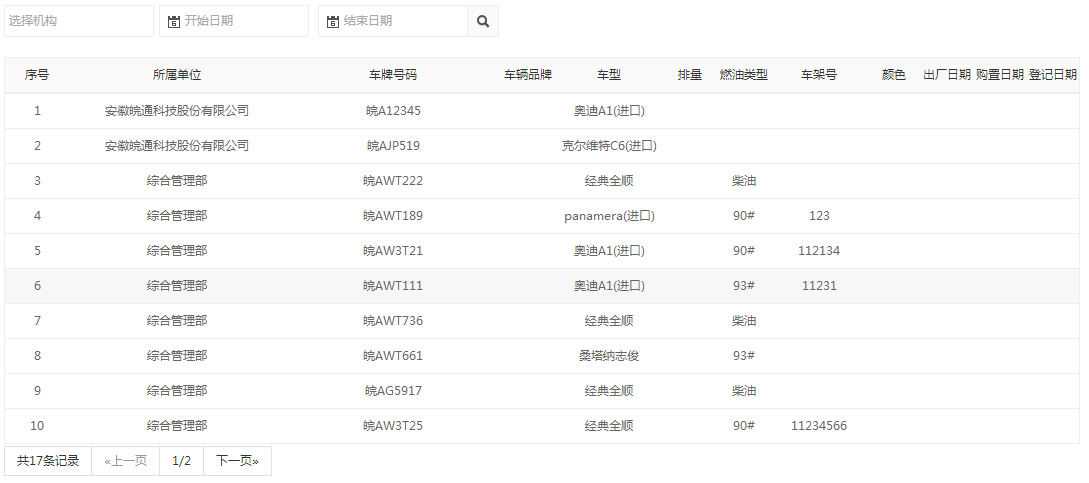 选择机构 开始日期 结束日期
序号 所属单位 车牌号码 车辆品牌 车型 排量 燃油类型 车架号 颜色 出厂日期 购置日期 登记日期
1 安徽皖通科技股份有限公司 皖A12345 奥迪A1(进口)
2 安徽皖通科技股份有限公司 皖AJP519 克尔维特C6(进口)
3 综合管理部 皖AWT222 经典全顺 柴油
4 综合管理部 皖AWT189 panamera(进口) 90# 123
5 综合管理部 皖AW3T21 奥迪A1(进口) 90# 112134
6 综合管理部 皖AWT111 奥迪A1(进口) 93# 11231
7 综合管理部 皖AWT736 经典全顺 柴油
8 综合管理部 皖AWT661 桑塔纳志俊 93#
9 综合管理部 皖AG5917 经典全顺 柴油
10 综合管理部 皖AW3T25 经典全顺 90# 11234566
共17条记录 «上一页 1/2 下一页»